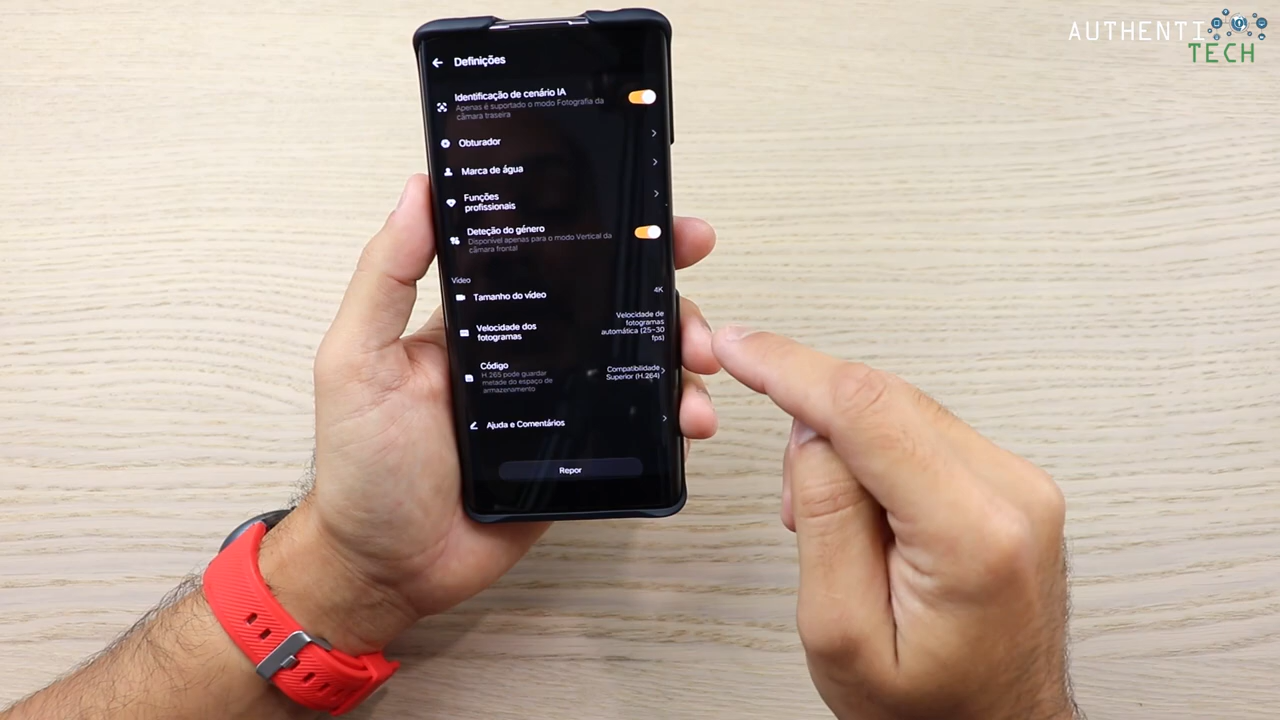 AUTHENTI
TECH
Definições
Identificação de cenário IA
Apenas é suportado o modo Fotografia da
câmara traseira
Obturador
Marca de água
Funções
profissionais
Deteção do género
Disponível apenas para o modo Vertical da
câmara frontal
Vídeo
Tamanho do vídeo
4K
Velocidade dos
fotogramas
Velocidade de
fotogramas
automática (25~30
fps)
Código
H.265 pode guardar
metade do espaço de
armazenamento
Compatibilidade
Superior (H.264)
Ajuda e Comentários
Repor